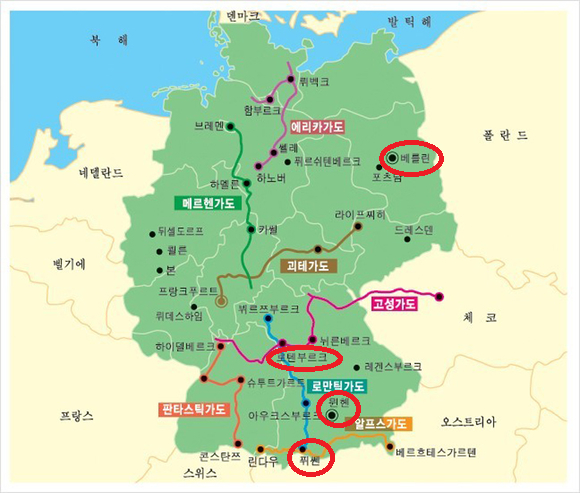 덴마크
발 틱 해
북 해
뤼벡크
함부르크
브레멘
에리카가도
폴 란 드
쎌레
베를린
퓌르슈텐베르크
네델란드
하노버
포츠담
하멜른
메르헨가도
라이프찌히
뒤셀도르프
카쎌
드레스덴
쾰른
벨기에
괴테가도
본
프랑크푸르트
고성가도
뷔르쯔부르크
뷔데스하임
체 코
뉘른베르크
하이델베르크
로텐부르크
레겐스부르크
슈투트가르트
로만틱가도
뮌헨
판타스틱가도
아우크스부르크
프랑스
알프스가도
오스트리아
콘스탄쯔
린다우
퓌쎈
베르흐테스가르텐
스위스